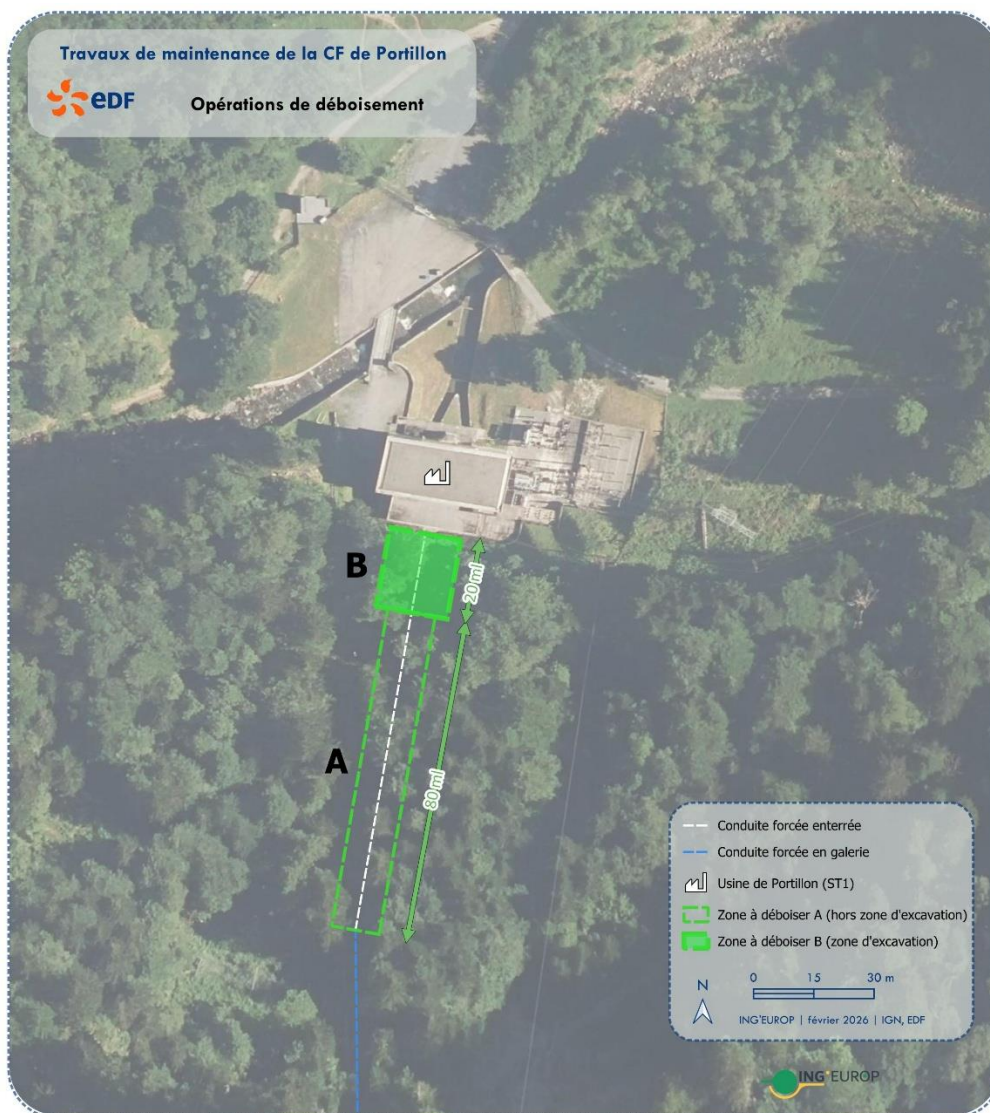 Travaux de maintenance de la CF de Portillon
eDF
Opérations de déboisement
B
20 ml
A
80 ml
Conduite forcée enterrée
Conduite forcée en galerie
Usine de Portillon (ST1)
Zone à déboiser A (hors zone d'excavation)
Zone à déboiser B (zone d'excavation)
N
0 15 30 m
ING'EUROP | février 2026 | IGN, EDF
ING'EUROP